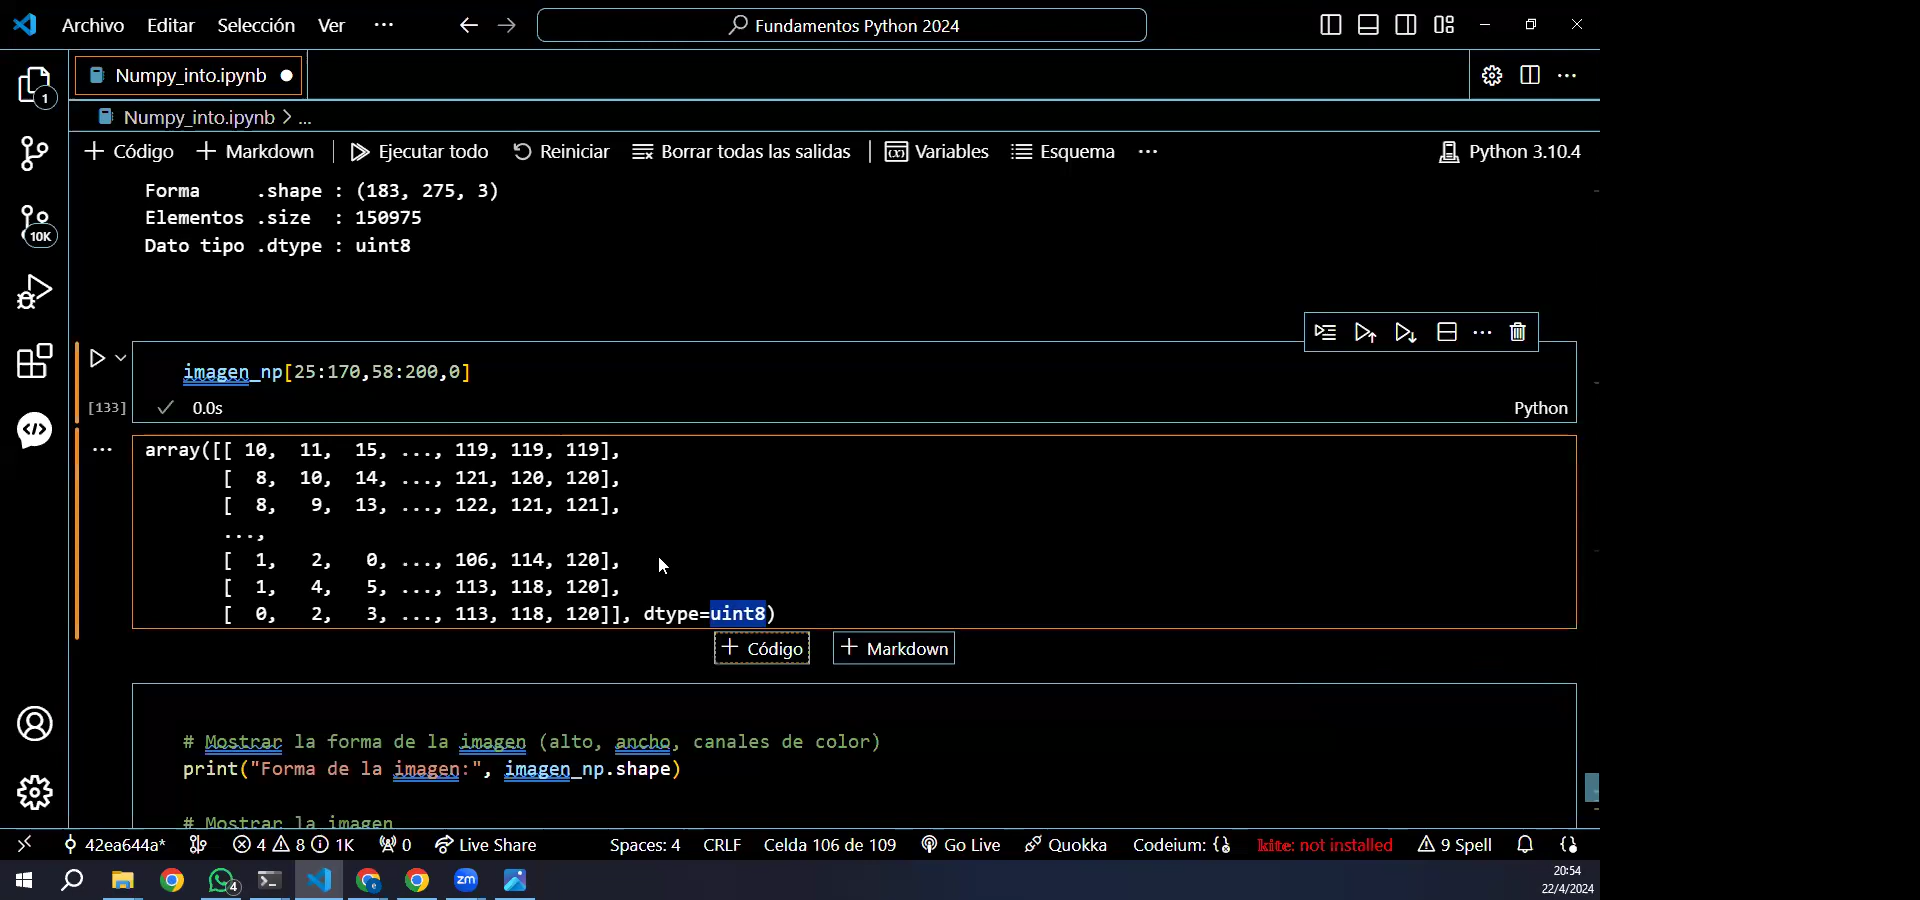 Archivo Editar Selección Ver ··· Fundamentos Python 2024
Numpy_into.ipynb
1
Numpy_into.ipynb > ...
Código Markdown Ejecutar todo Reiniciar Borrar todas las salidas Variables Esquema ··· Python 3.10.4
Forma .shape : (183, 275, 3)
Elementos .size : 150975
Dato tipo .dtype : uint8
10K
imagen_np[25:170,58:200,0]
[133] 0.0s Python
array([[ 10, 11, 15, ..., 119, 119, 119],
[ 8, 10, 14, ..., 121, 120, 120],
[ 8, 9, 13, ..., 122, 121, 121],
...,
[ 1, 2, 0, ..., 106, 114, 120],
[ 1, 4, 5, ..., 113, 118, 120],
[ 0, 2, 3, ..., 113, 118, 120]], dtype=uint8)
+ Código + Markdown
# Mostrar la forma de la imagen (alto, ancho, canales de color)
print("Forma de la imagen:", imagen_np.shape)
# Mostrar la imagen
42ea644a* 4 8 1K 0 Live Share Spaces: 4 CRLF Celda 106 de 109 Go Live Quokka Codeium: {} kite: not installed 9 Spell
4 zm 20:54
22/4/2024